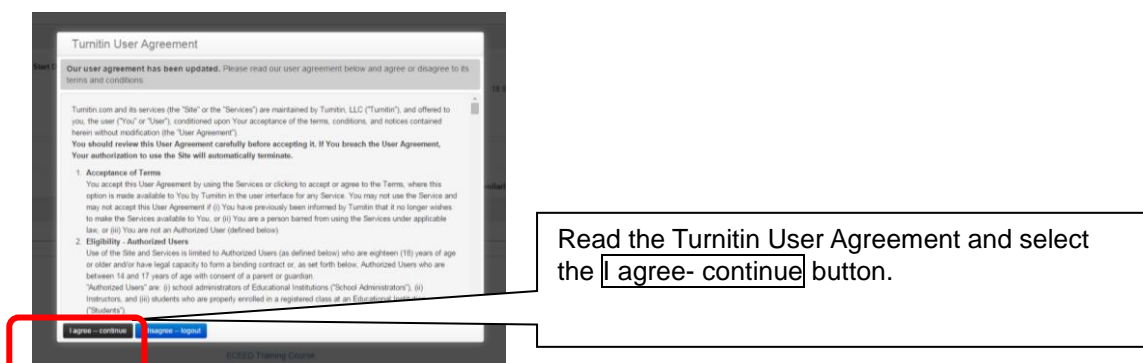 Turnitin User Agreement
Our user agreement has been updated. Please read our user agreement below and agree or disagree to its
terms and conditions.
Turnitin.com and its services (the "Site" or the "Services") are maintained by Turnitin, LLC ("Turnitin"), and offered to
you, the user ("You" or "User"), conditioned upon Your acceptance of the terms, conditions, and notices contained
herein without modification (the "User Agreement").
You should review this User Agreement carefully before accepting it. If You breach the User Agreement,
Your authorization to use the Site will automatically terminate.
1. Acceptance of Terms
You accept this User Agreement by using the Services or clicking to accept or agree to the Terms, where this
option is made available to You by Turnitin in the user interface for any Service. You may not use the Service and
may not accept this User Agreement if (i) You have previously been informed by Turnitin that it no longer wishes
to make the Services available to You, or (ii) You are a person barred from using the Services under applicable
law, or (iii) You are not an Authorized User (defined below).
2. Eligibility - Authorized Users
Use of the Site and Services is limited to Authorized Users (as defined below) who are eighteen (18) years of age
or older and/or have legal capacity to form a binding contract or, as set forth below, Authorized Users who are
between 14 and 17 years of age with consent of a parent or guardian.
"Authorized Users" are: (i) school administrators of Educational Institutions ("School Administrators"), (ii)
Instructors, and (iii) students who are properly enrolled in a registered class at an Educational
("Students")
I agree -- continue
disagree -- logout
ECEED Training Course
Read the Turnitin User Agreement and select
the I agree- continue button.